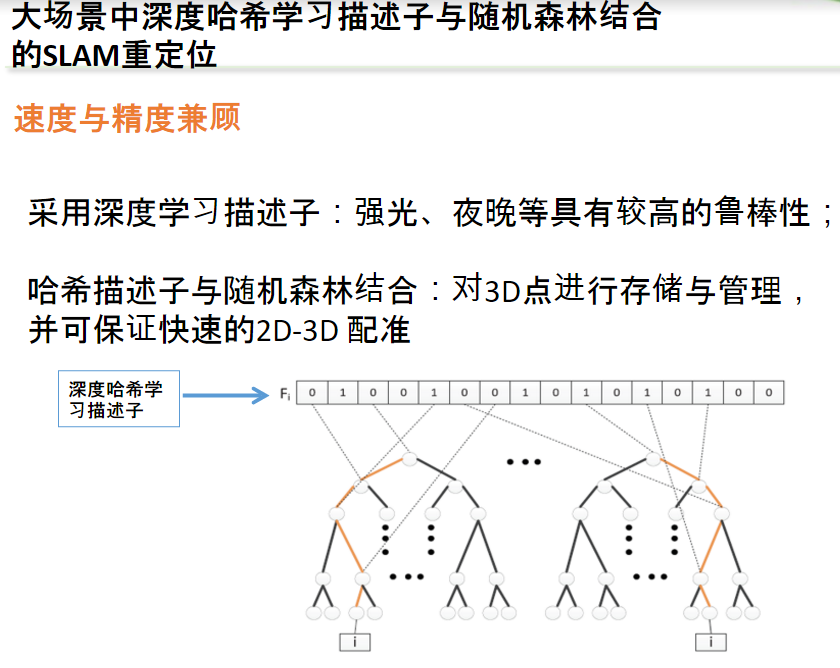 大场景中深度哈希学习描述子与随机森林结合
的SLAM重定位
速度与精度兼顾
采用深度学习描述子：强光、夜晚等具有较高的鲁棒性；
哈希描述子与随机森林结合：对3D点进行存储与管理，
并可保证快速的2D-3D 配准
深度哈希学
习描述子
Fi 0 1 0 0 1 0 0 1 0 1 0 1 0 1 0 0
i
i